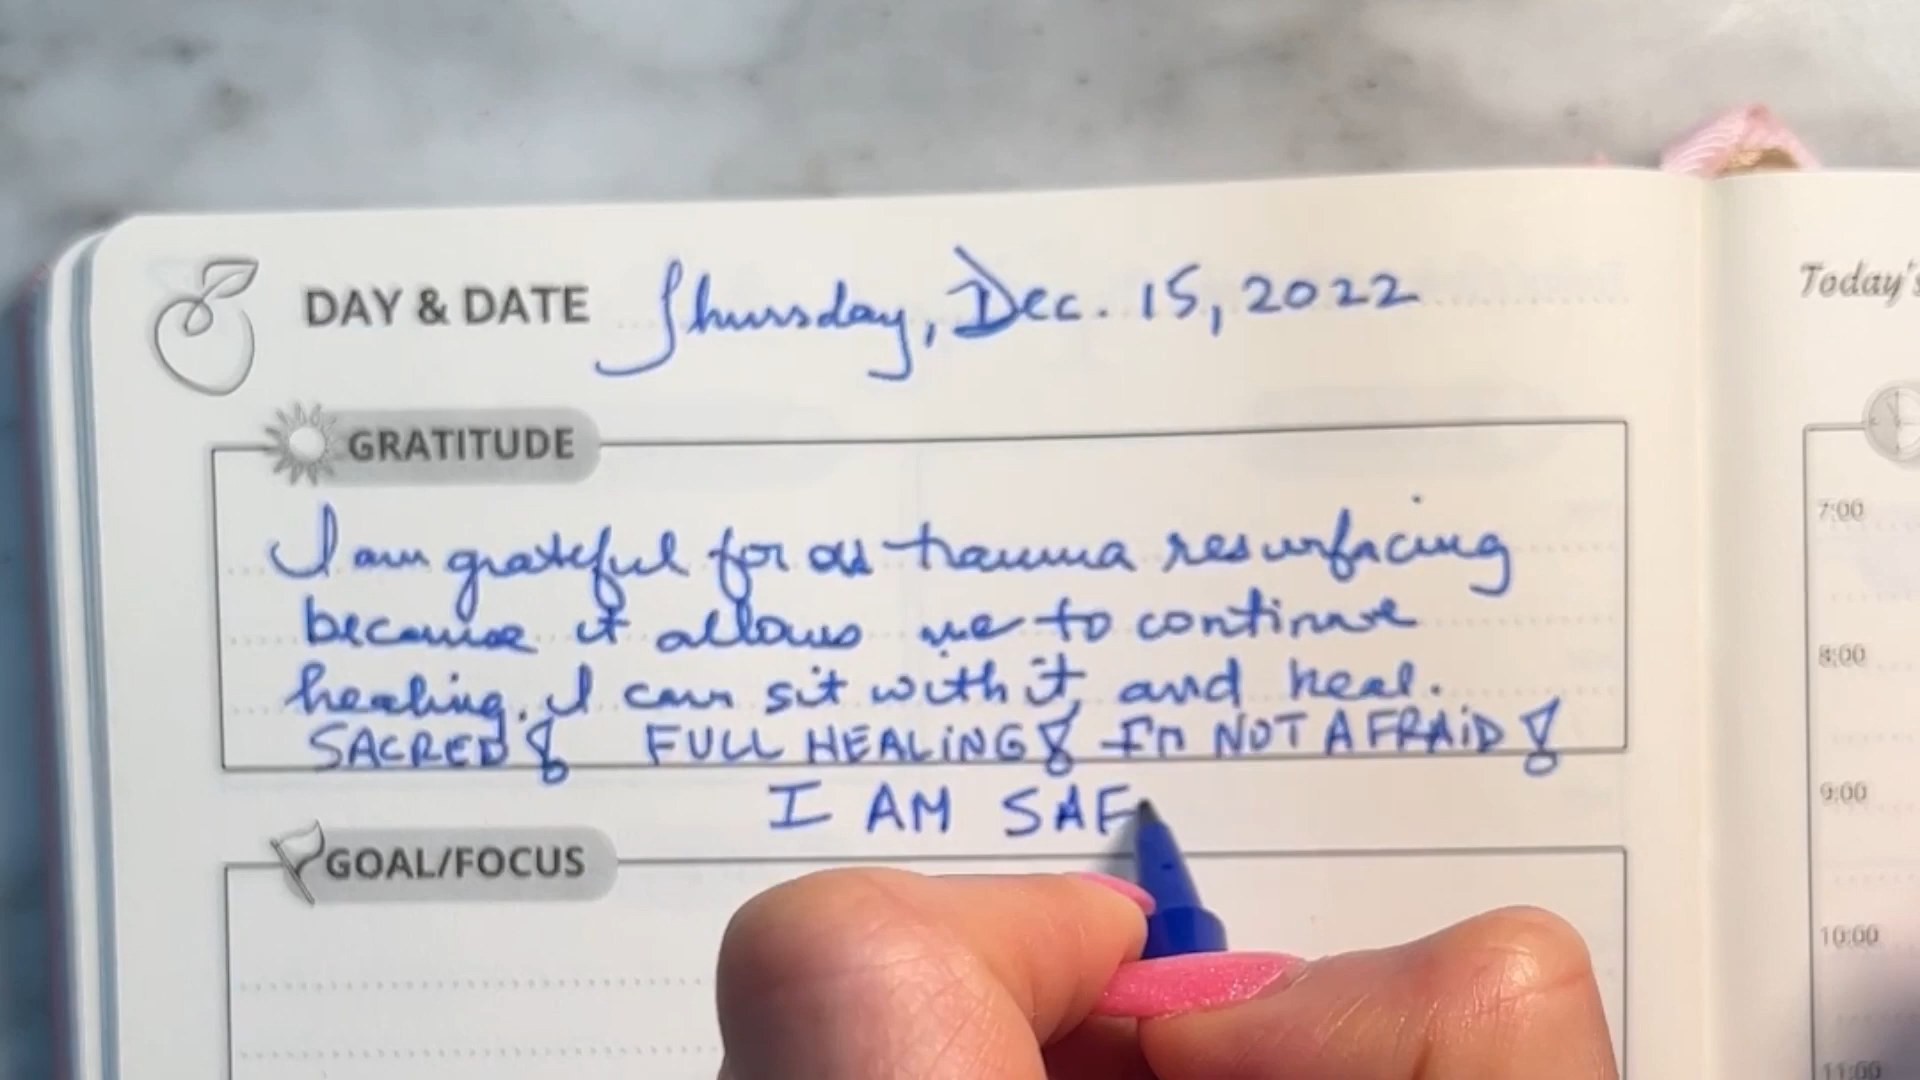 DAY & DATE Thursday, Dec. 15, 2022
GRATITUDE
I am grateful for old trauma resurfacing
because it allows me to continue
healing. I can sit with it, and heal.
SACRED! FULL HEALING! I'M NOT AFRAID!
I AM SAF
GOAL/FOCUS
Today's
7:00
8:00
9:00
10:00
11:00